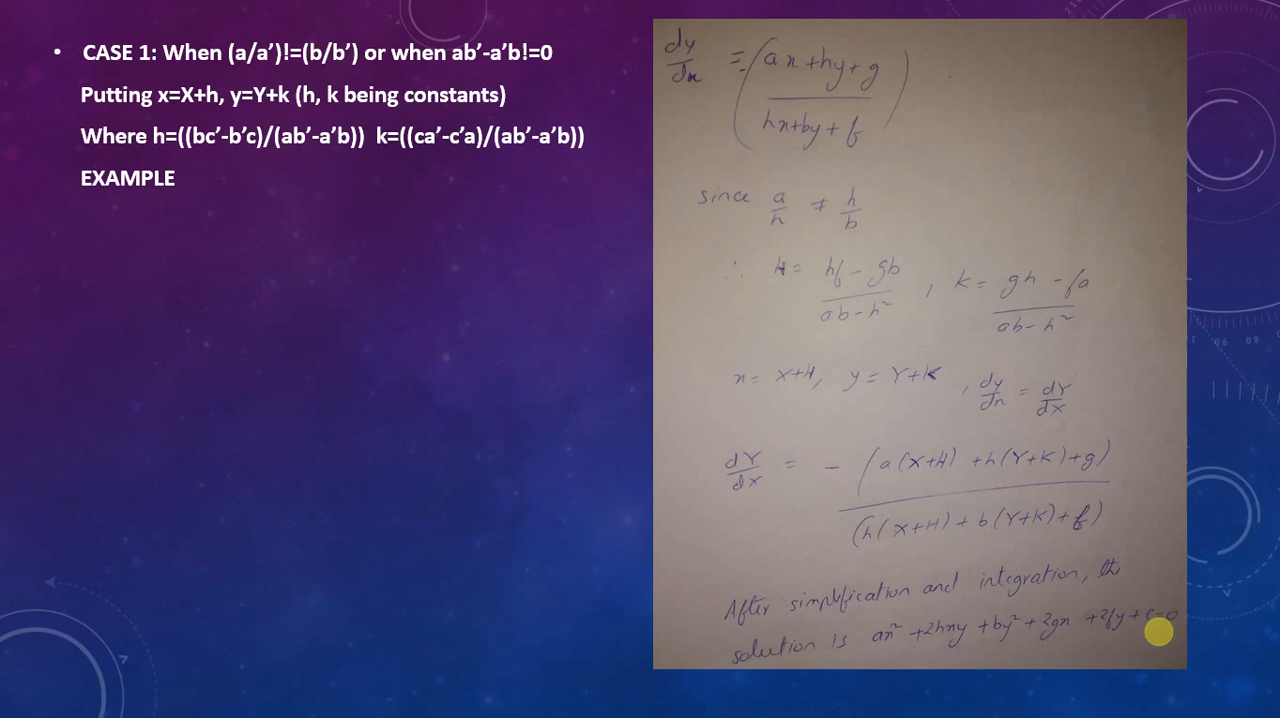 • CASE 1: When (a/a’)!=(b/b’) or when ab’-a’b!=0
Putting x=X+h, y=Y+k (h, k being constants)
Where h=((bc’-b’c)/(ab’-a’b)) k=((ca’-c’a)/(ab’-a’b))
EXAMPLE
dy/dx = -(ax+hy+g / hx+by+f)
since a/h ≠ h/b
∴ H = hf-gb / ab-h², k = gh-fa / ab-h²
x = X+H, y = Y+K, dy/dx = dY/dX
dY/dX = - (a(X+H) + h(Y+K)+g) / (h(X+H) + b(Y+K)+f)
After simplification and integration, the
solution is ax² +2hxy +by² +2gx +2fy + c=0